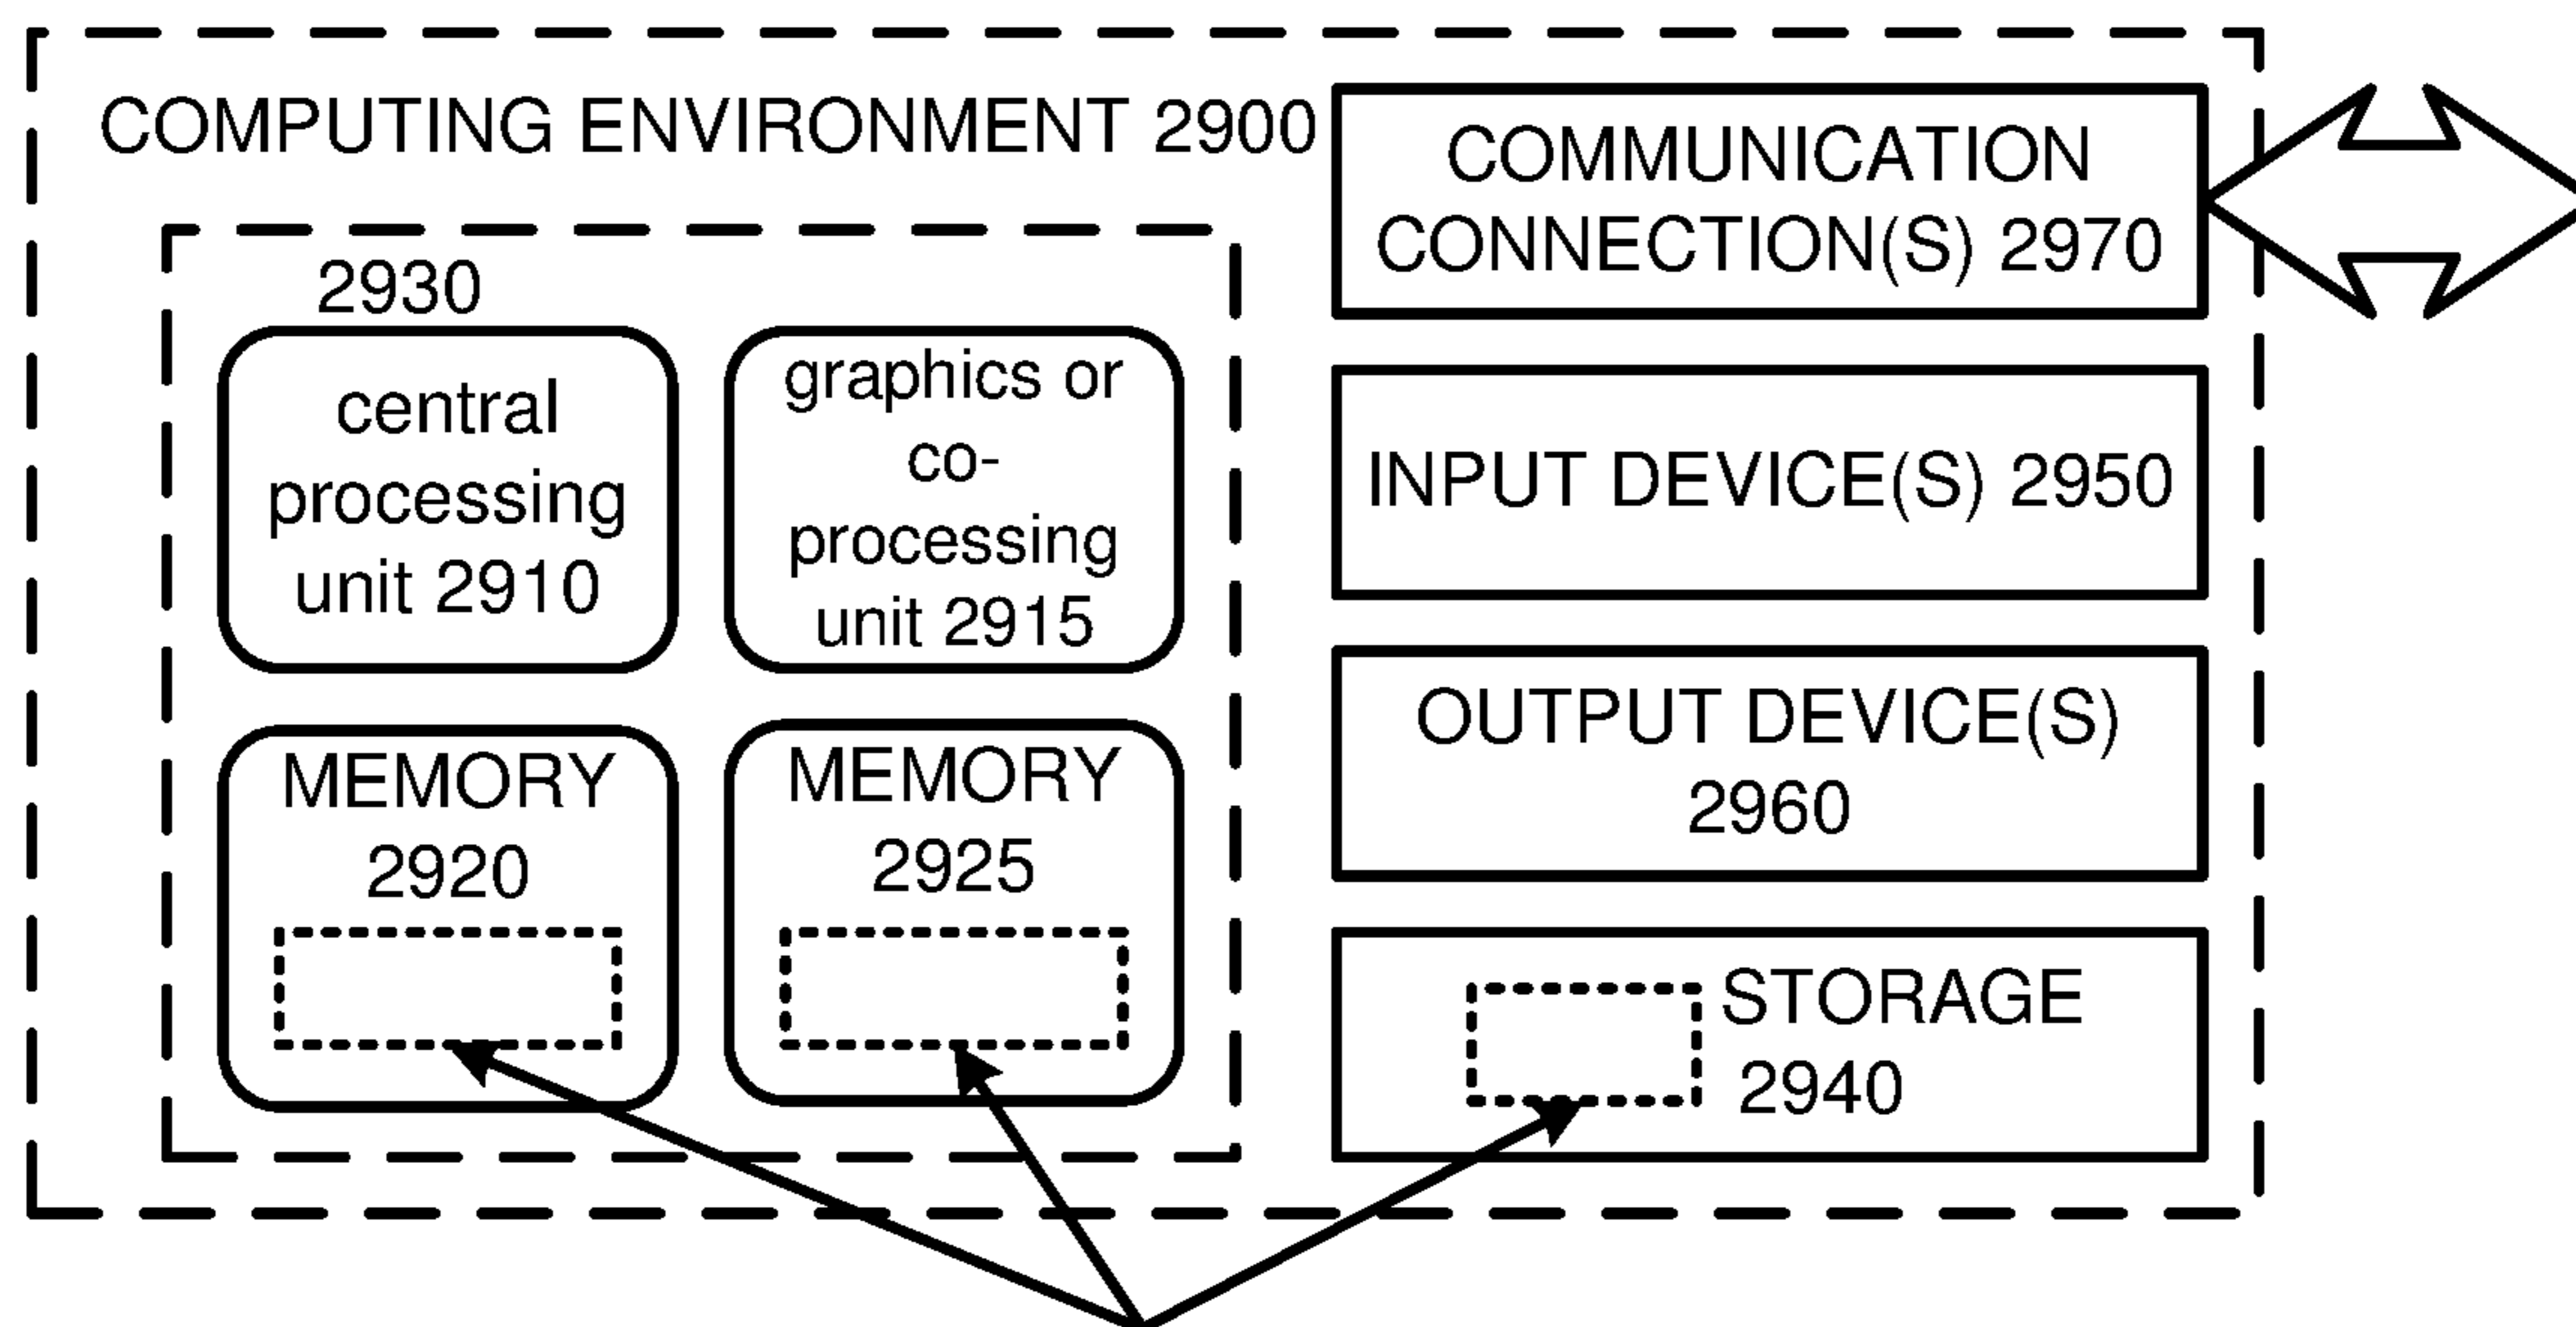 COMPUTING ENVIRONMENT 2900
2930
central
processing
unit 2910
graphics or
co-
processing
unit 2915
MEMORY
2920
MEMORY
2925
COMMUNICATION
CONNECTION(S) 2970
INPUT DEVICE(S) 2950
OUTPUT DEVICE(S)
2960
STORAGE
2940